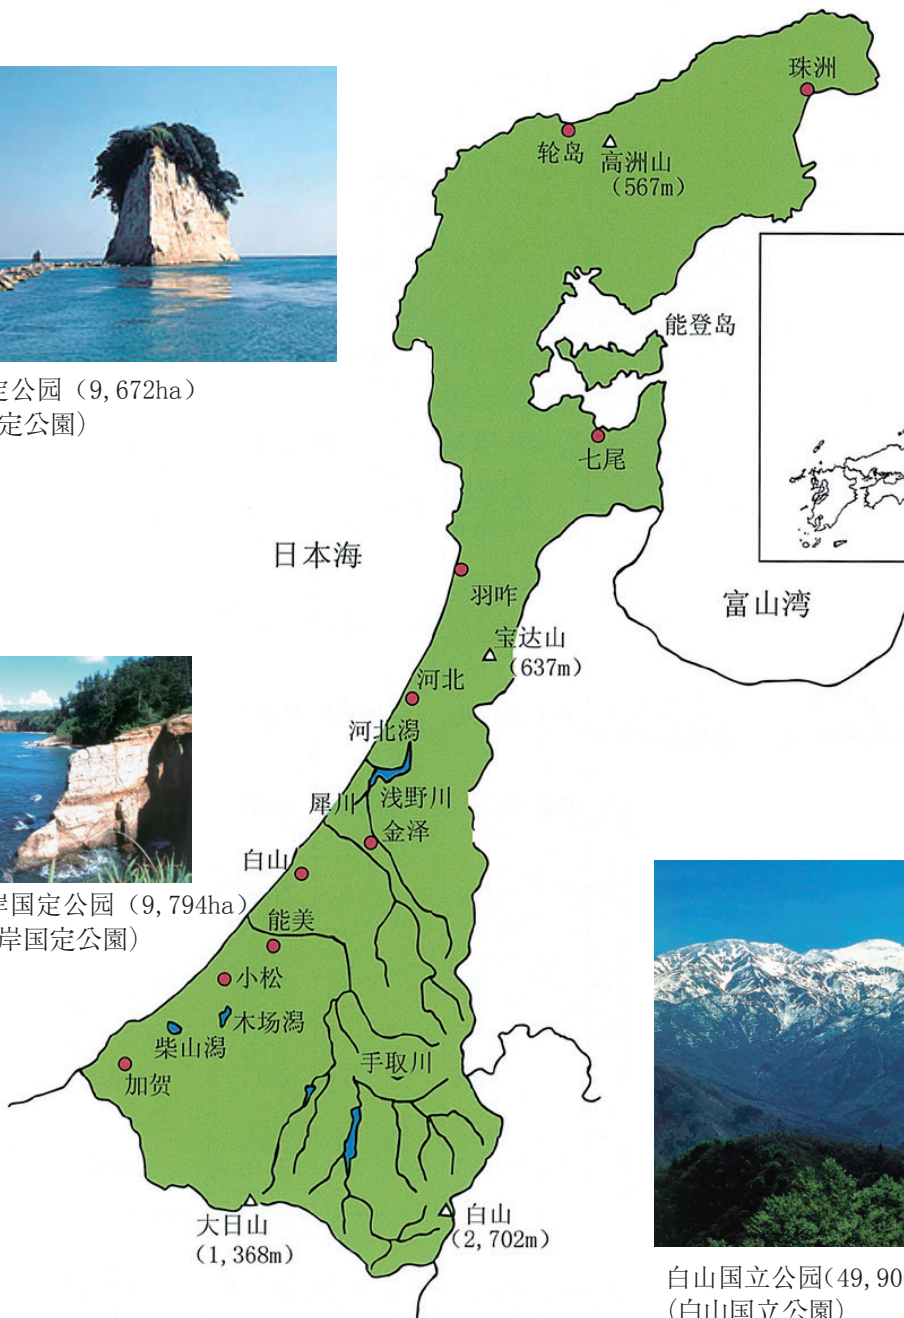 珠洲
轮岛
高洲山
(567m)
能登岛
定公园(9,672ha)
定公園)
七尾
日本海
羽咋
富山湾
宝达山
(637m)
河北
河北潟
犀川
浅野川
金泽
白山
岸国定公园(9,794ha)
岸国定公園)
能美
小松
木场潟
柴山潟
手取川
加贺
大日山
(1,368m)
白山
(2,702m)
白山国立公园(49,90
(白山国立公園)